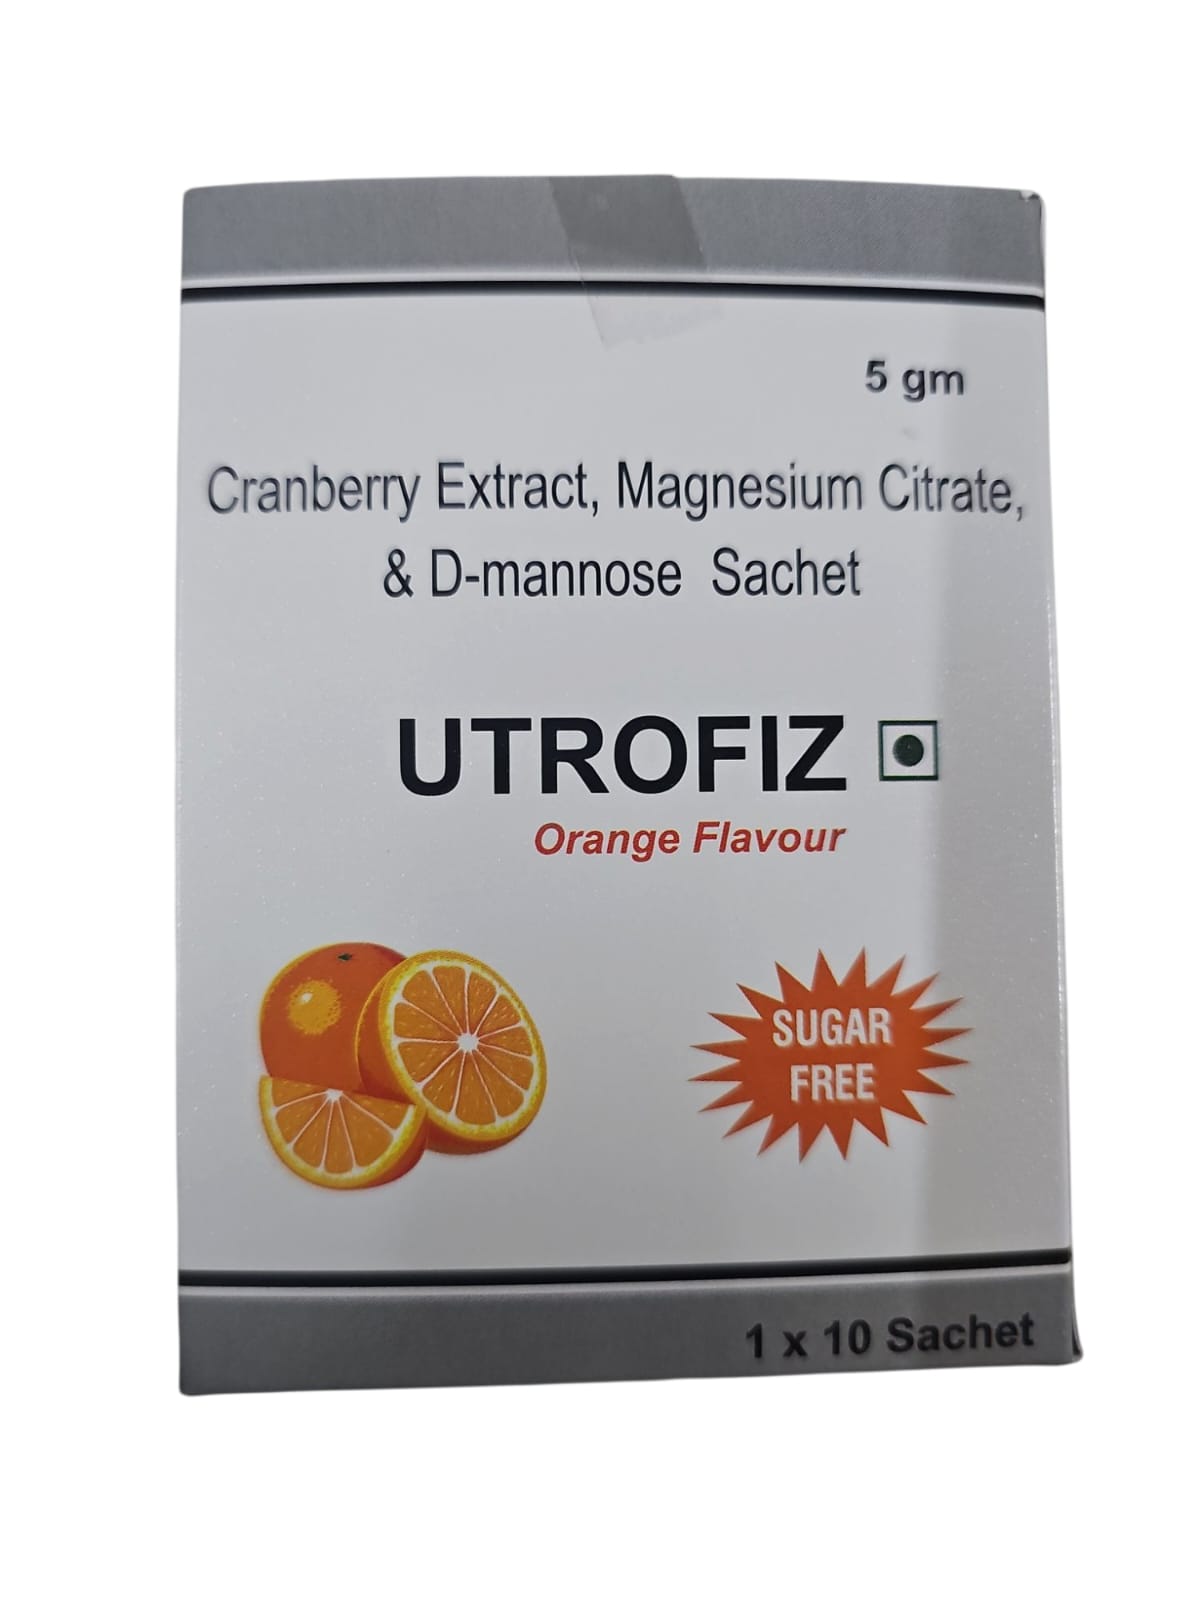 5 gm
Cranberry Extract, Magnesium Citrate,
& D-mannose Sachet
UTROFIZ
Orange Flavour
SUGAR
FREE
1 x 10 Sachet